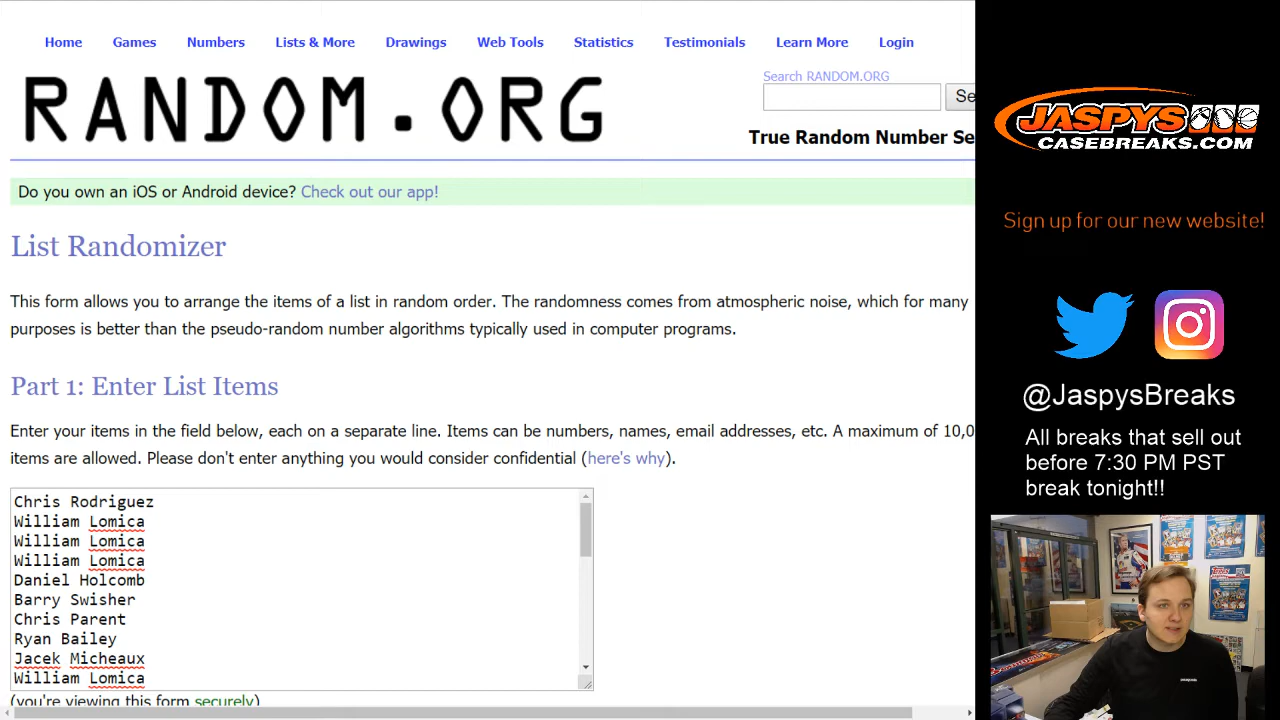 Home Games Numbers Lists & More Drawings Web Tools Statistics Testimonials Learn More Login
RANDOM.ORG
Search RANDOM.ORG
Se
True Random Number Se
Do you own an iOS or Android device? Check out our app!
List Randomizer
This form allows you to arrange the items of a list in random order. The randomness comes from atmospheric noise, which for many
purposes is better than the pseudo-random number algorithms typically used in computer programs.
Part 1: Enter List Items
Enter your items in the field below, each on a separate line. Items can be numbers, names, email addresses, etc. A maximum of 10,0
items are allowed. Please don't enter anything you would consider confidential (here's why).
Chris Rodriguez
William Lomica
William Lomica
William Lomica
Daniel Holcomb
Barry Swisher
Chris Parent
Ryan Bailey
Jacek Micheaux
William Lomica
(you're viewing this form securely)
JASPYS
CASEBREAKS.COM
Sign up for our new website!
@JaspysBreaks
All breaks that sell out
before 7:30 PM PST
break tonight!!